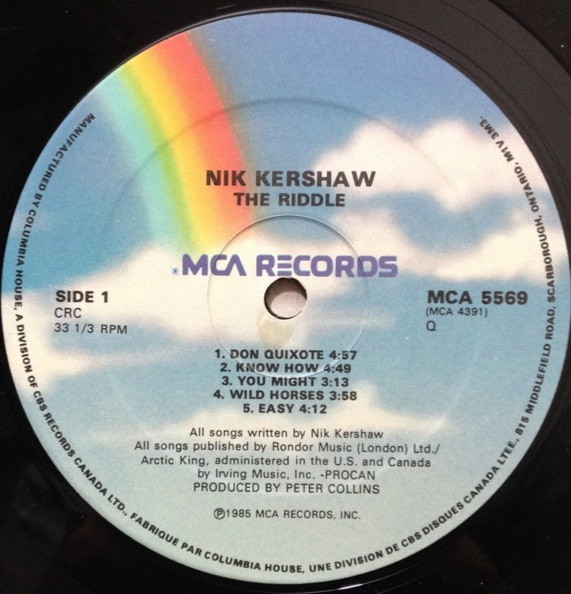 NIK KERSHAW
THE RIDDLE
®MCA RECORDS
SIDE 1
CRC
33 1/3 RPM
MCA 5569
(MCA 4391)
Q
1. DON QUIXOTE 4:57
2. KNOW HOW 4:49
3. YOU MIGHT 3:13
4. WILD HORSES 3:58
5. EASY 4:12
All songs written by Nik Kershaw
All songs published by Rondor Music (London) Ltd./
Arctic King, administered in the U.S. and Canada
by Irving Music, Inc. -PROCAN
PRODUCED BY PETER COLLINS
℗1985 MCA RECORDS, INC.
MANUFACTURED BY COLUMBIA HOUSE, A DIVISION OF CBS RECORDS CANADA LTD., FABRIQUE PAR COLUMBIA HOUSE, UNE DIVISION DE CBS DISQUES CANADA LTEE., 815 MIDDLEFIELD ROAD, SCARBOROUGH, ONTARIO, M1V 3M3.